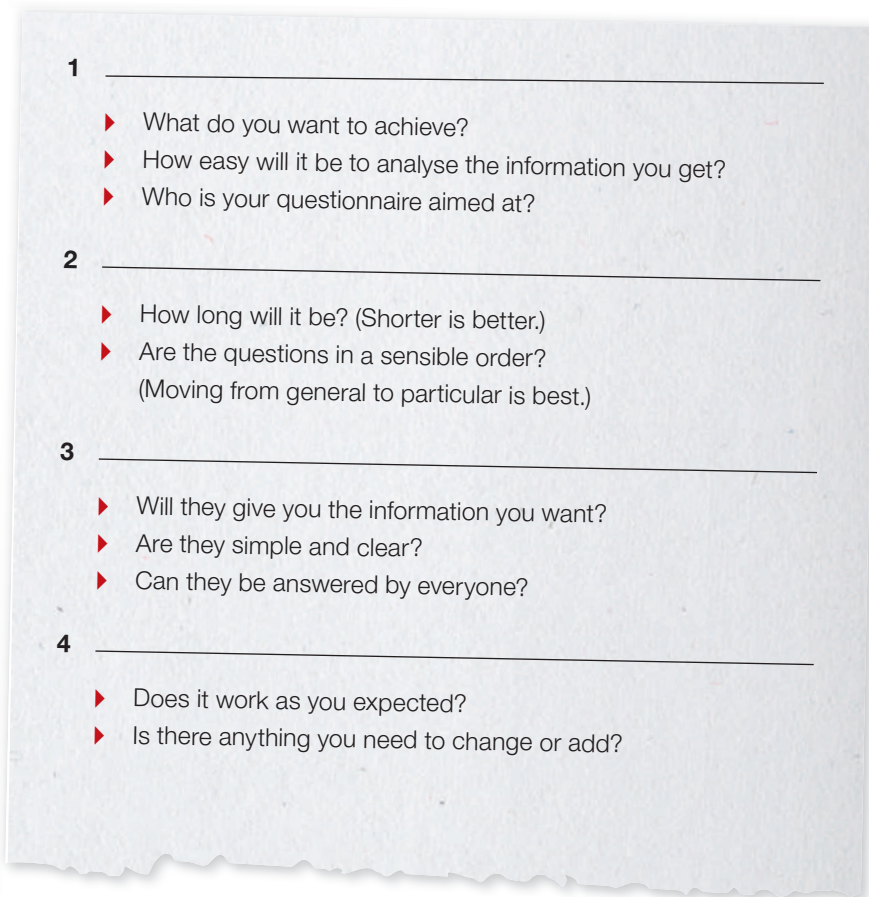 1
What do you want to achieve?
How easy will it be to analyse the information you get?
Who is your questionnaire aimed at?
2
How long will it be? (Shorter is better.)
Are the questions in a sensible order?
(Moving from general to particular is best.)
3
Will they give you the information you want?
Are they simple and clear?
Can they be answered by everyone?
4
Does it work as you expected?
Is there anything you need to change or add?